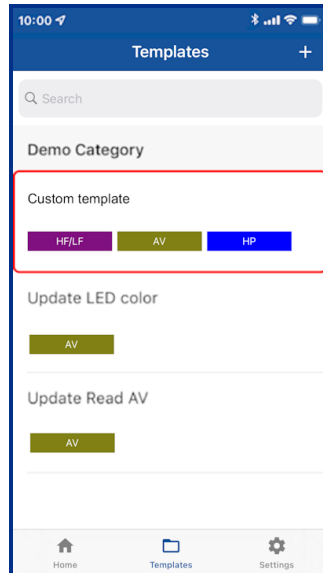 10:00
Templates +
Search
Demo Category
Custom template
HF/LF AV HP
Update LED color
AV
Update Read AV
AV
Home Templates Settings